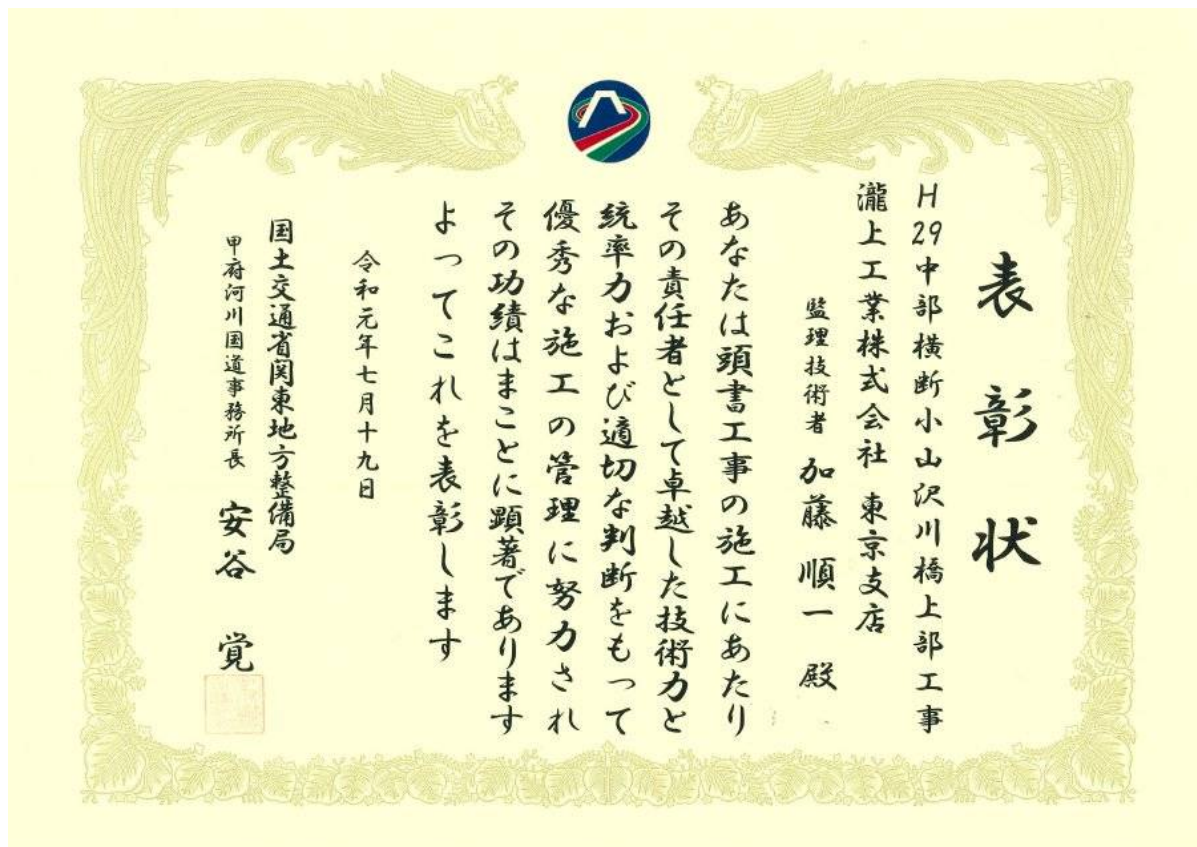 表彰状
H29中部横断小山沢川橋上部工事
瀧上工業株式会社 東京支店
監理技術者 加藤 順一 殿
あなたは頭書工事の施工にあたり
その責任者として卓越した技術力と
統率力および適切な判断をもって
優秀な施工の管理に努力され
その功績はまことに顕著であります
よってこれを表彰します
令和元年七月十九日
国土交通省関東地方整備局
甲府河川国道事務所長 安谷 覚